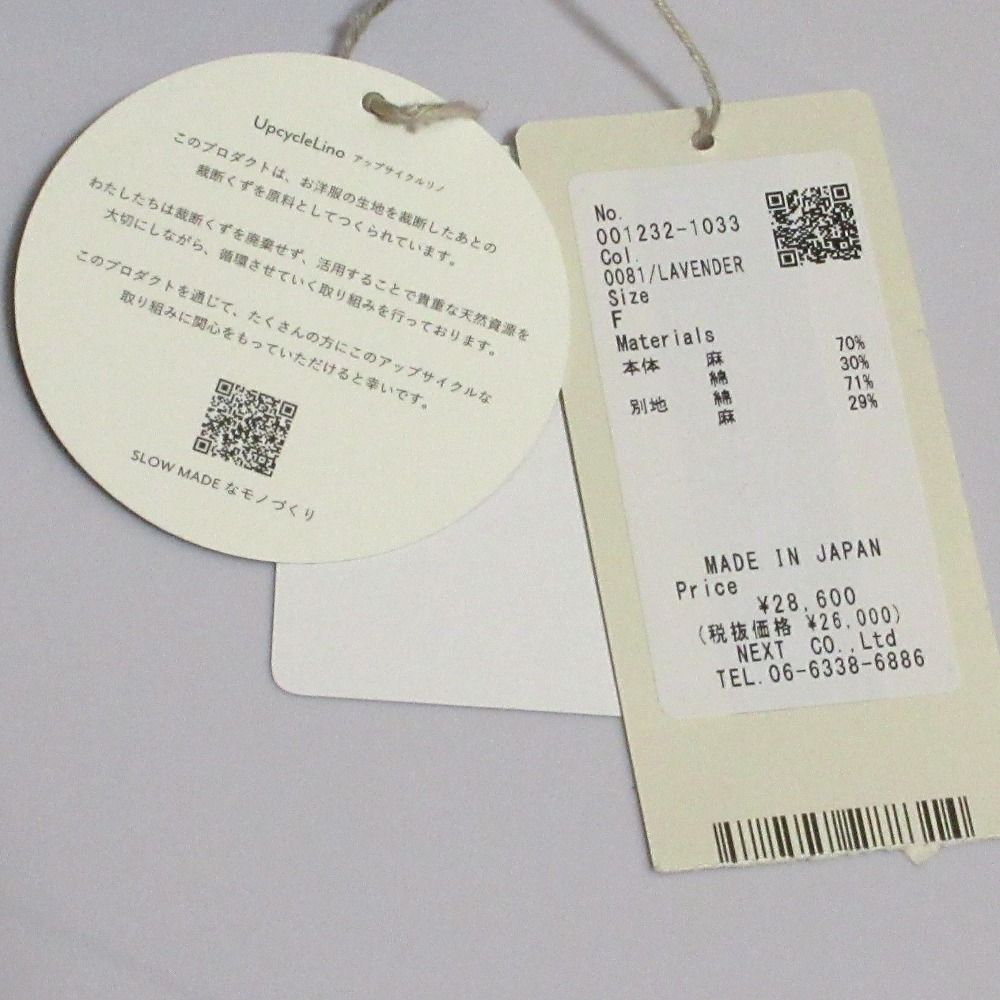 UpcycleLino アップサイクルリノ
このプロダクトは、お洋服の生地を裁断したあとの
裁断くずを原料としてつくられています。
わたしたちは裁断くずを廃棄せず、活用することで貴重な天然資源を
大切にしながら、循環させていく取り組みを行っております。
このプロダクトを通じて、たくさんの方にこのアップサイクルな
取り組みに関心をもっていただけると幸いです。
SLOW MADE なモノづくり
No.
001232-1033
Col.
0081/LAVENDER
Size
F
Materials
本体 麻 70%
綿 30%
別地 綿 71%
麻 29%
MADE IN JAPAN
Price
¥28,600
(税抜価格 ¥26,000)
NEXT CO.,Ltd
TEL.06-6338-6886